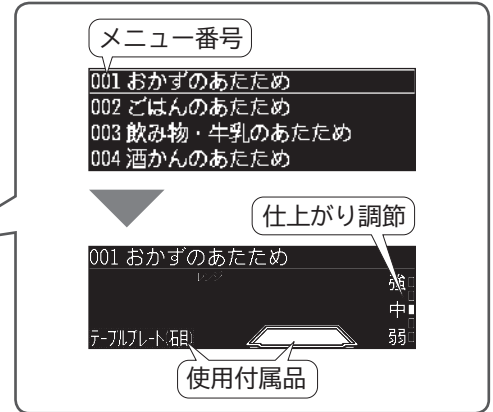 メニュー番号
001 おかずのあたため
002 ごはんのあたため
003 飲み物・牛乳のあたため
004 酒かんのあたため
仕上がり調節
001 おかずのあたため
レンジ
強
中
弱
テーブルプレート(石目)
使用付属品